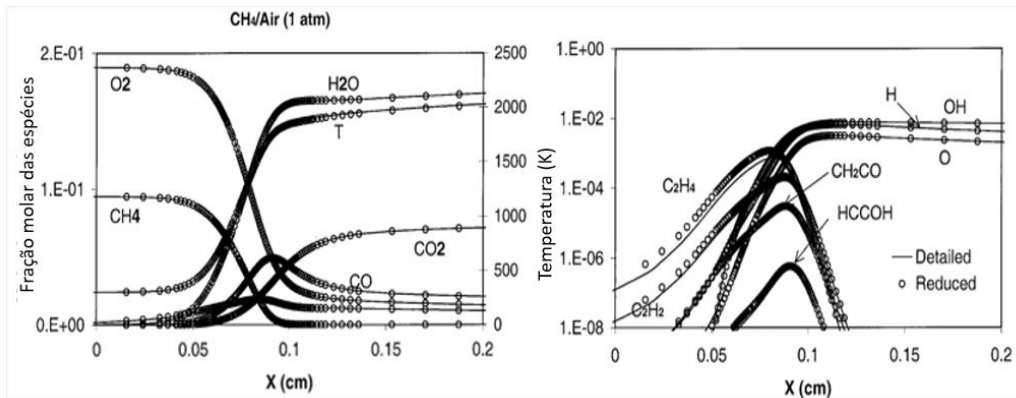 CH₄/Air (1 atm)
2.E-01
1.E-01
0.E+00
Fração molar das espécies
O2
CH4
H2O
T
CO2
CO
2500
2000
1500
1000
500
0
Temperatura (K)
0 0.05 0.1 0.15 0.2
X (cm)
1.E+00
1.E-02
1.E-04
1.E-06
1.E-08
H
OH
O
C₂H₄
CH₂CO
HCCOH
C₂H₂
Detailed
Reduced
0 0.05 0.1 0.15 0.2
X (cm)